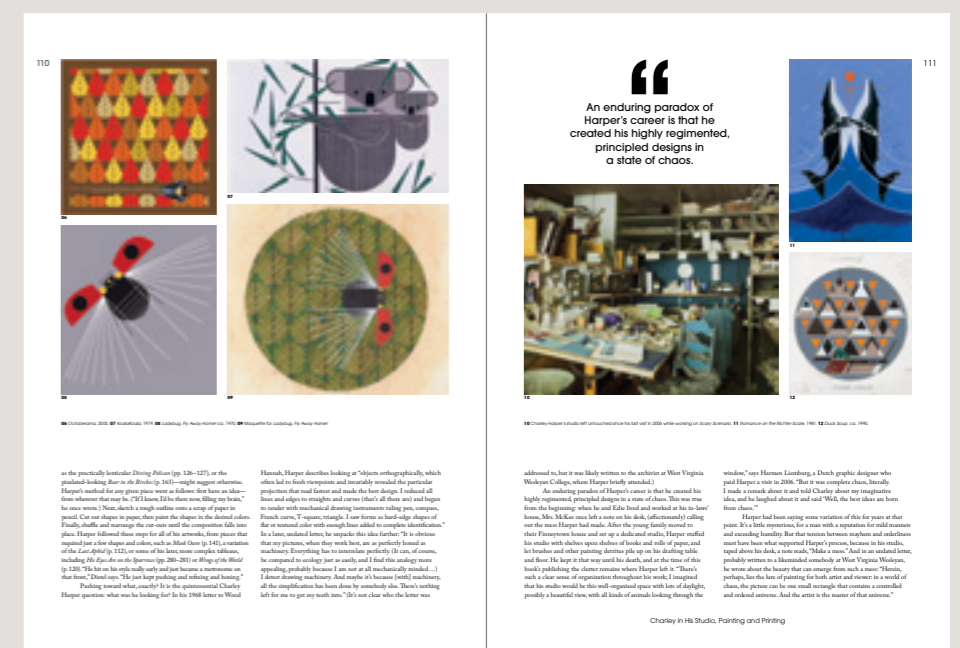 110
06
07
08
09
06 Octoberama, 2000. 07 Koalakoala, 1979. 08 Ladybug, Fly Away Home! ca. 1970. 09 Maquette for Ladybug, Fly Away Home!
as the practically lenticular Diving Pelican (pp. 126–127), or the
pixelated-looking Bear in the Birches (p. 163)—might suggest otherwise.
Harper's method for any given piece went as follows: first have an idea—
from wherever that may be. ("If I knew, I'd be there now, filling my brain,"
he once wrote.) Next, sketch a rough outline onto a scrap of paper in
pencil. Cut out shapes in paper, then paint the shapes in the desired colors.
Finally, shuffle and rearrange the cut-outs until the composition falls into
place. Harper followed these steps for all of his artworks, from pieces that
required just a few shapes and colors, such as Mask Ocurs (p. 141), a variation
of the Last Aphid (p. 112), or some of his later, more complex tableaux,
including His Eyes Are on the Sparrows (pp. 280–281) or Wings of the World
(p. 120). "He hit on his style really early and just became a metronome on
that front," Distel says. "He just kept pushing and refining and honing."
Pushing toward what, exactly? It is the quintessential Charley
Harper question: what was he looking for? In his 1968 letter to Wood
Hannah, Harper describes looking at "objects orthographically, which
often led to fresh viewpoints and invariably revealed the particular
projection that read fastest and made the best design. I reduced all
lines and edges to straights and curves (that's all there are) and begun
to render with mechanical drawing instruments ruling pen, compass,
French curve, T-square, triangle. I saw forms as hard-edge shapes of
flat or textured color with enough lines added to complete identification."
In a later, undated letter, he unpacks this idea further: "It is obvious
that my pictures, when they work best, are as perfectly honed as
machinery. Everything has to interrelate perfectly. (It can, of course,
be compared to ecology just as easily, and I find this analogy more
appealing, probably because I am not at all mechanically minded…)
I detest drawing machinery. And maybe it's because [with] machinery,
all the simplification has been done by somebody else. There's nothing
left for me to get my teeth into." (It's not clear who the letter was
“
An enduring paradox of
Harper's career is that he
created his highly regimented,
principled designs in
a state of chaos.
111
10
11
12
10 Charley Harper's studio left untouched since his last visit in 2006 while working on Scary Scenario. 11 Romance on the Richter Scale, 1981. 12 Duck Soup, ca. 1990.
addressed to, but it was likely written to the archivist at West Virginia
Wesleyan College, where Harper briefly attended.)
An enduring paradox of Harper's career is that he created his
highly regimented, principled designs in a state of chaos. This was true
from the beginning: when he and Edie lived and worked at his in-laws'
house, Mrs. McKee once left a note on his desk, (affectionately) calling
out the mess Harper had made. After the young family moved to
their Finneytown house and set up a dedicated studio, Harper stuffed
his studio with shelves upon shelves of books and rolls of paper, and
let brushes and other painting detritus pile up on his drafting table
and floor. He kept it that way until his death, and at the time of this
book's publishing the clutter remains where Harper left it. "There's
such a clear sense of organization throughout his work; I imagined
that his studio would be this well-organized space with lots of daylight,
possibly a beautiful view, with all kinds of animals looking through the
window," says Harmen Liemburg, a Dutch graphic designer who
paid Harper a visit in 2006. "But it was complete chaos, literally.
I made a remark about it and told Charley about my imaginative
idea, and he laughed about it and said 'Well, the best ideas are born
from chaos.'"
Harper had been saying some variation of this for years at that
point. It's a little mysterious, for a man with a reputation for mild manners
and exceeding humility. But that tension between mayhem and orderliness
must have been what supported Harper's process, because in his studio,
taped above his desk, a note reads, "Make a mess." And in an undated letter,
probably written to a likeminded somebody at West Virginia Wesleyan,
he wrote about the beauty that can emerge from such a mess: "Herein,
perhaps, lies the lure of painting for both artist and viewer: in a world of
chaos, the picture can be one small rectangle that contains a controlled
and ordered universe. And the artist is the master of that universe."
Charley in His Studio, Painting and Printing